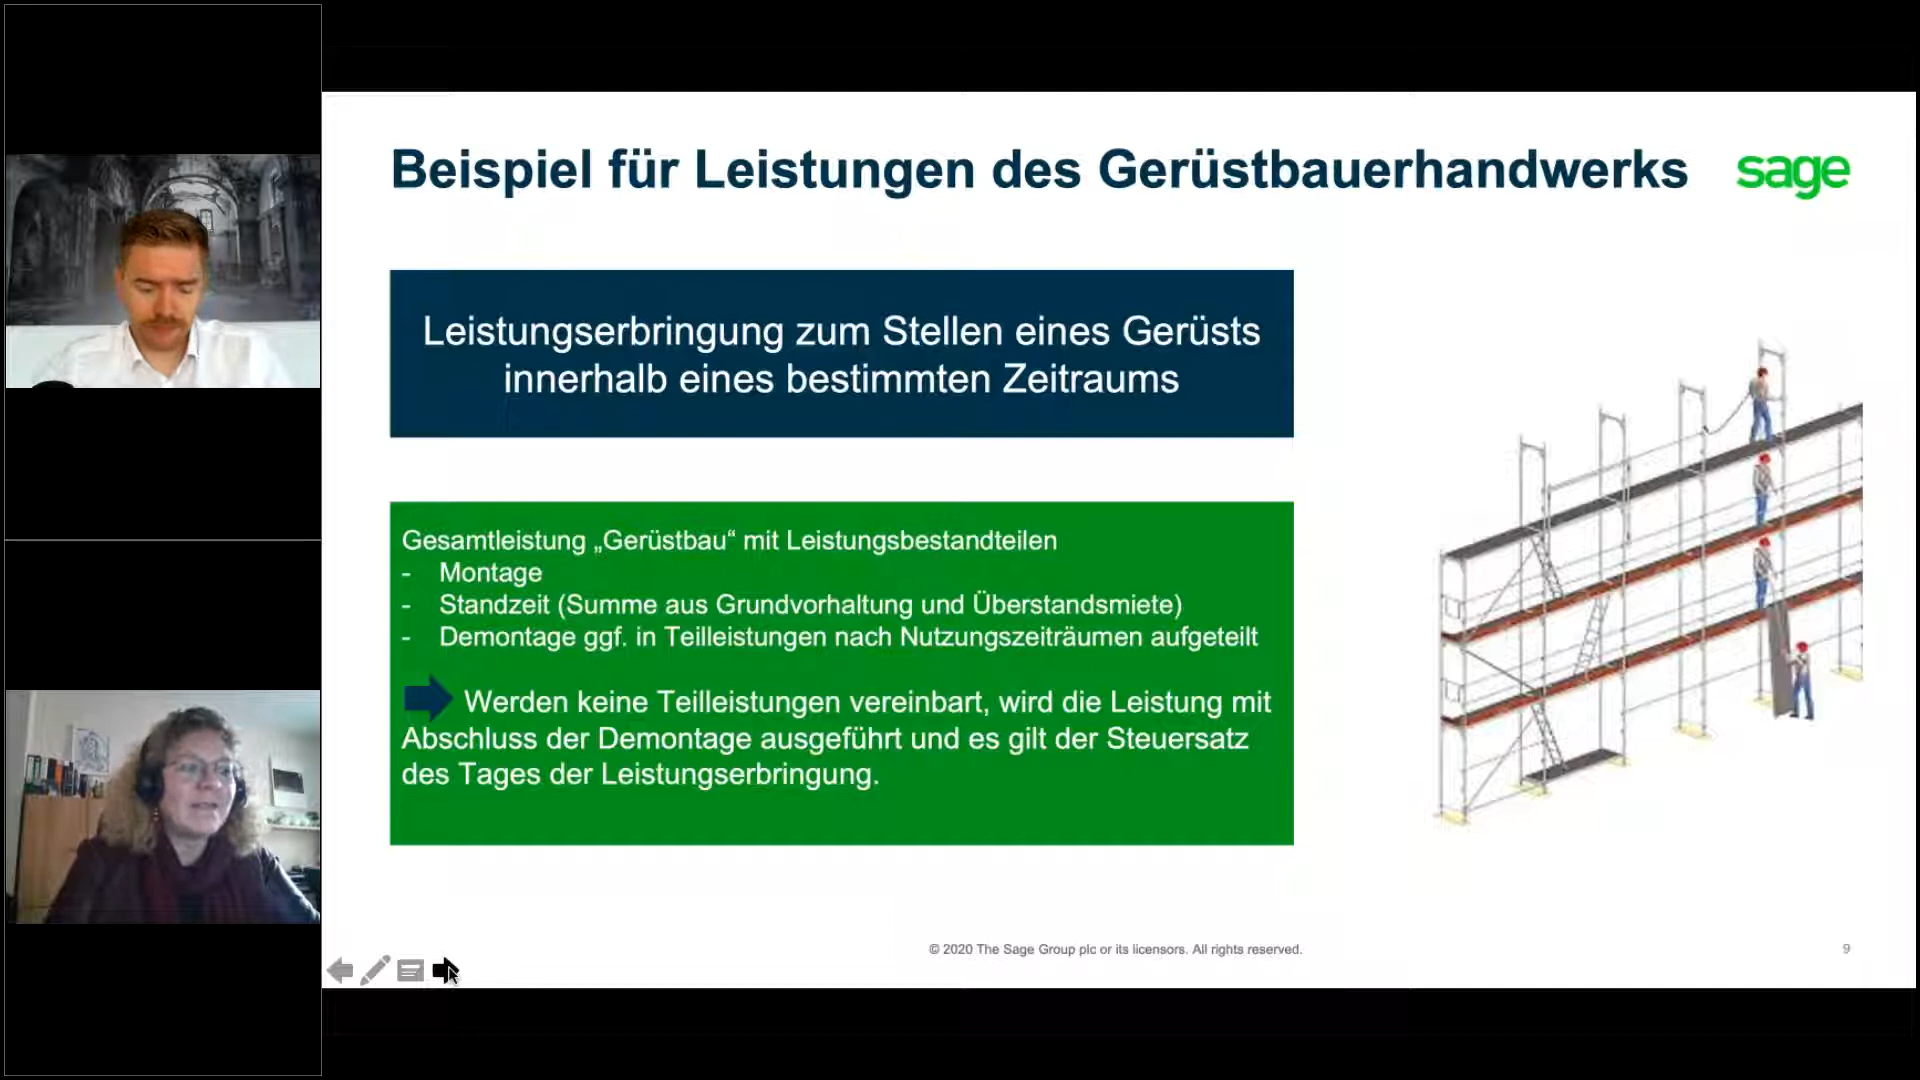 Beispiel für Leistungen des Gerüstbauerhandwerks
sage
Leistungserbringung zum Stellen eines Gerüsts
innerhalb eines bestimmten Zeitraums
Gesamtleistung „Gerüstbau“ mit Leistungsbestandteilen
- Montage
- Standzeit (Summe aus Grundvorhaltung und Überstandsmiete)
- Demontage ggf. in Teilleistungen nach Nutzungszeiträumen aufgeteilt
Werden keine Teilleistungen vereinbart, wird die Leistung mit
Abschluss der Demontage ausgeführt und es gilt der Steuersatz
des Tages der Leistungserbringung.
© 2020 The Sage Group plc or its licensors. All rights reserved.
9